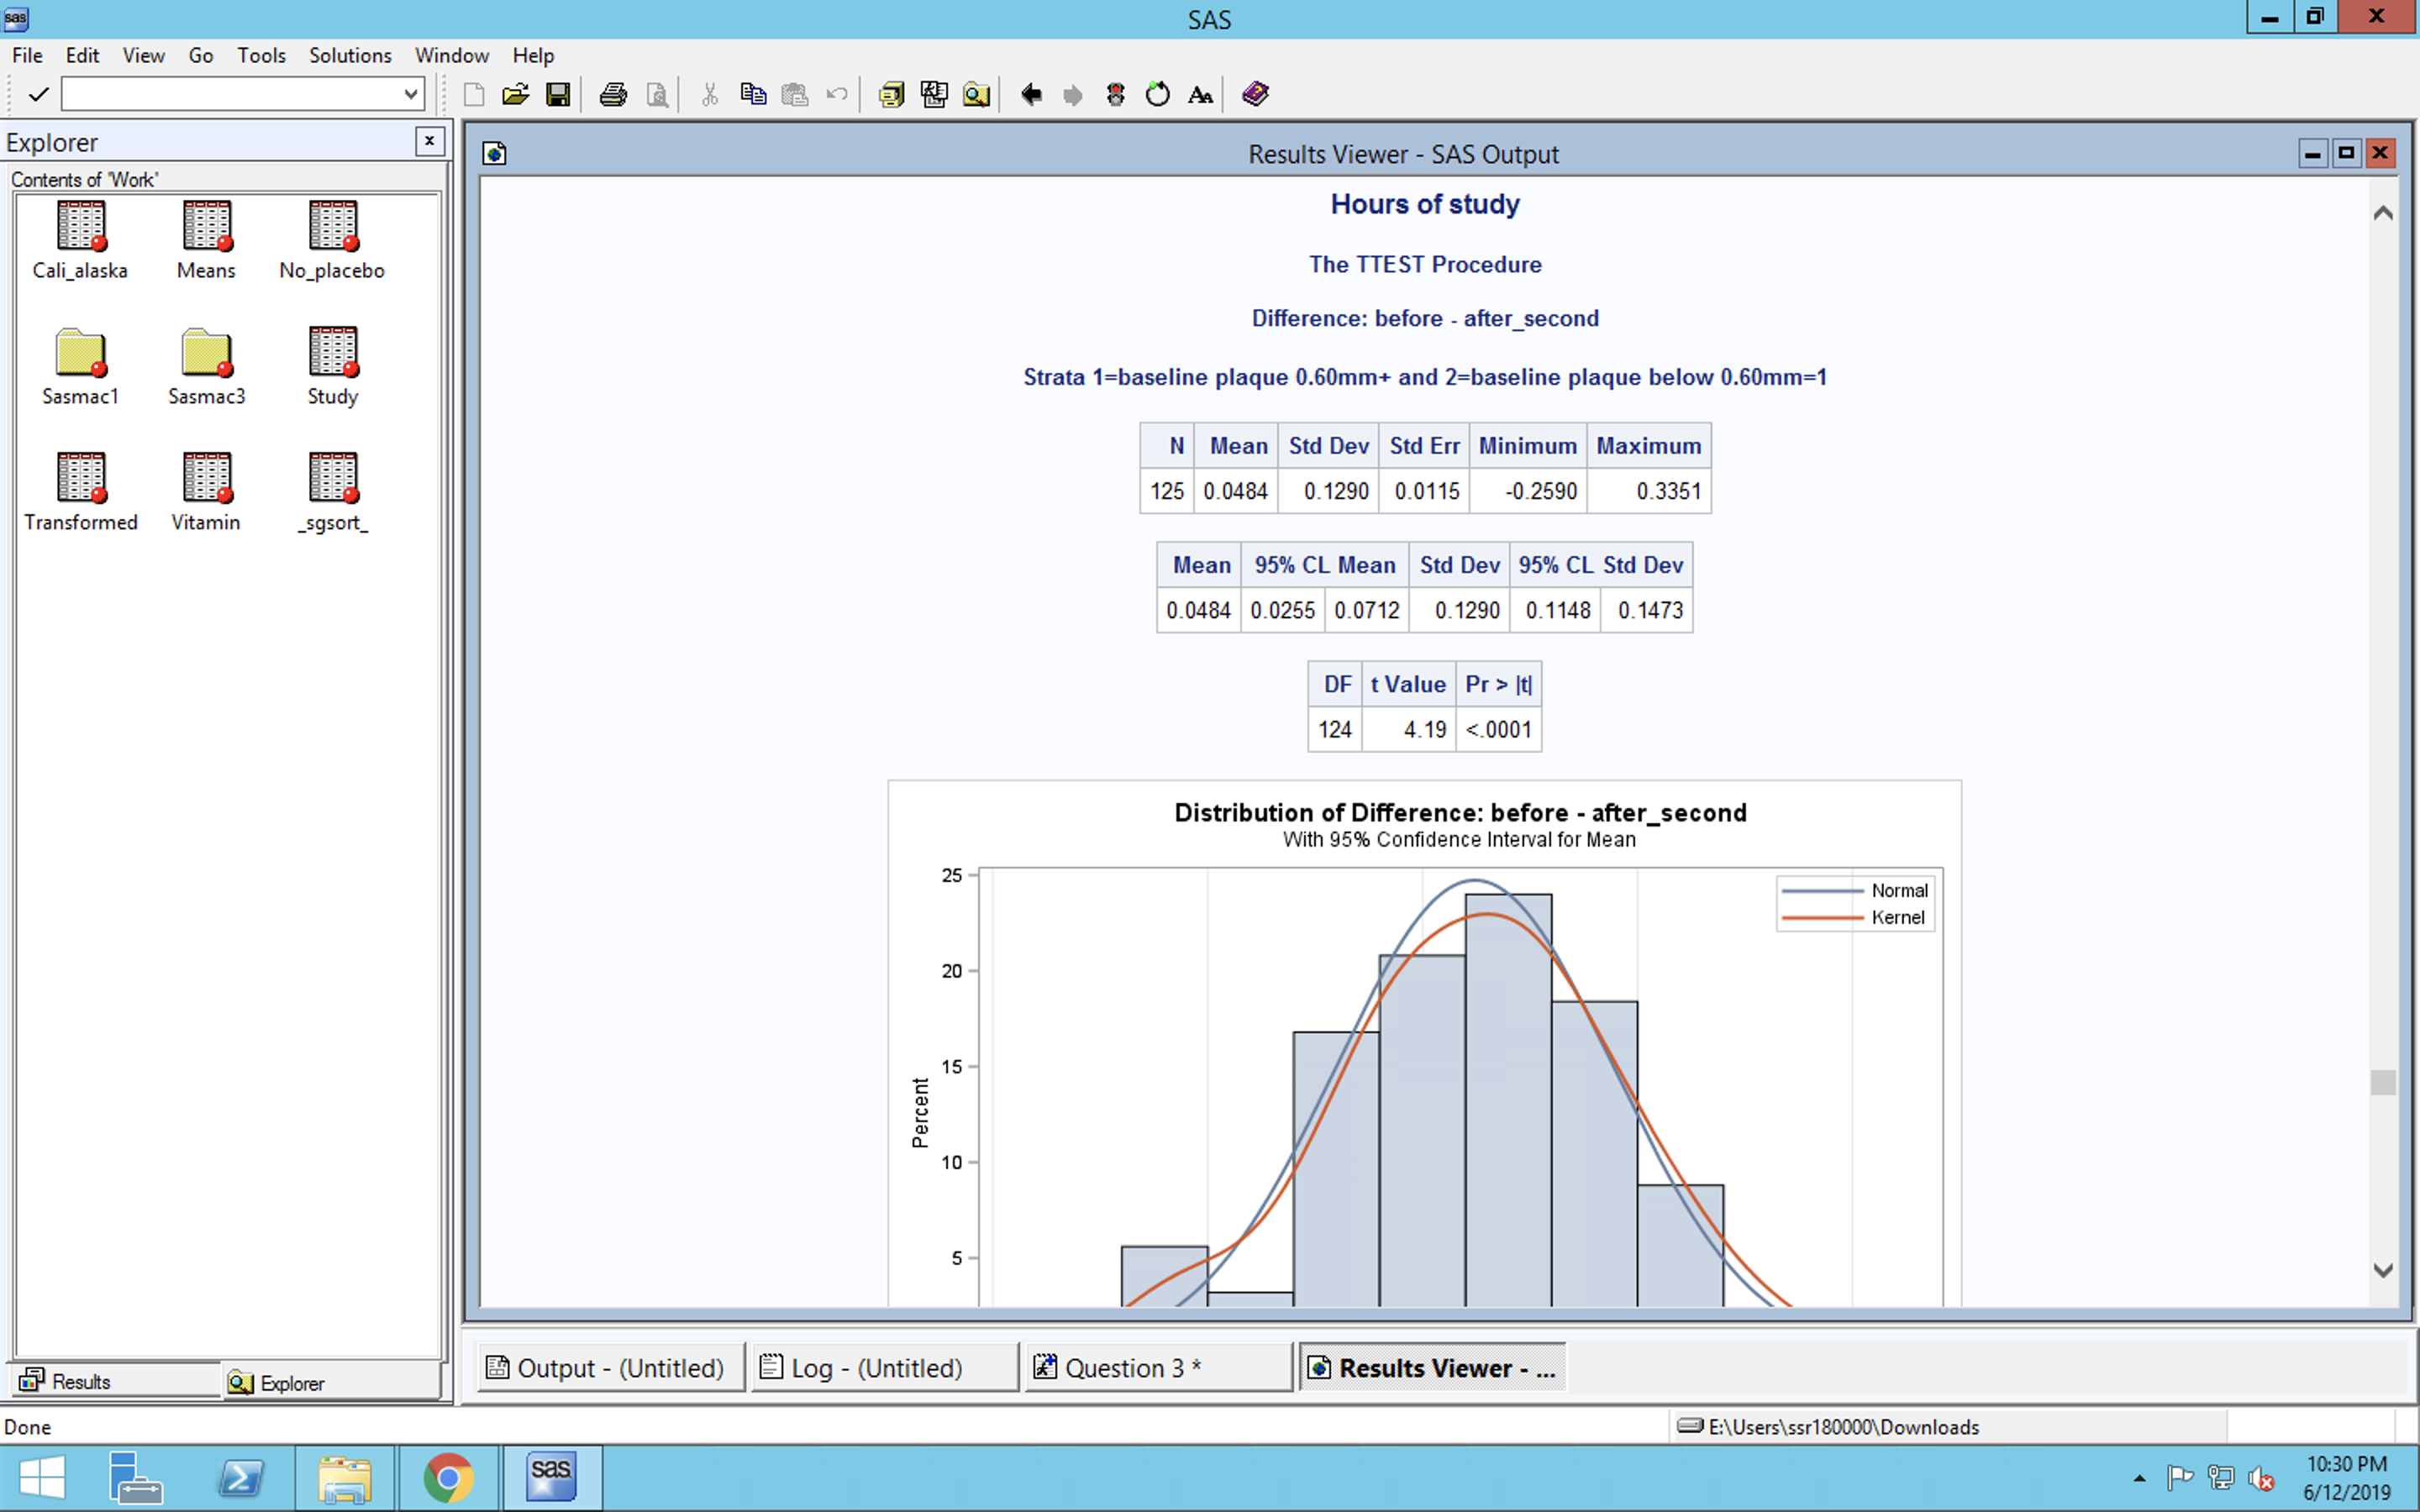 sas
SAS
File Edit View Go Tools Solutions Window Help
Explorer
Contents of 'Work'
Cali_alaska Means No_placebo
Sasmac1 Sasmac3 Study
Transformed Vitamin _sgsort_
Results Explorer
Results Viewer - SAS Output
Hours of study
The TTEST Procedure
Difference: before - after_second
Strata 1=baseline plaque 0.60mm+ and 2=baseline plaque below 0.60mm=1
N Mean Std Dev Std Err Minimum Maximum
125 0.0484 0.1290 0.0115 -0.2590 0.3351
Mean 95% CL Mean Std Dev 95% CL Std Dev
0.0484 0.0255 0.0712 0.1290 0.1148 0.1473
DF t Value Pr > |t|
124 4.19 <.0001
Distribution of Difference: before - after_second
With 95% Confidence Interval for Mean
Normal
Kernel
Percent
25
20
15
10
5
Output - (Untitled) Log - (Untitled) Question 3 * Results Viewer - ...
Done E:\Users\ssr180000\Downloads
sas
10:30 PM
6/12/2019